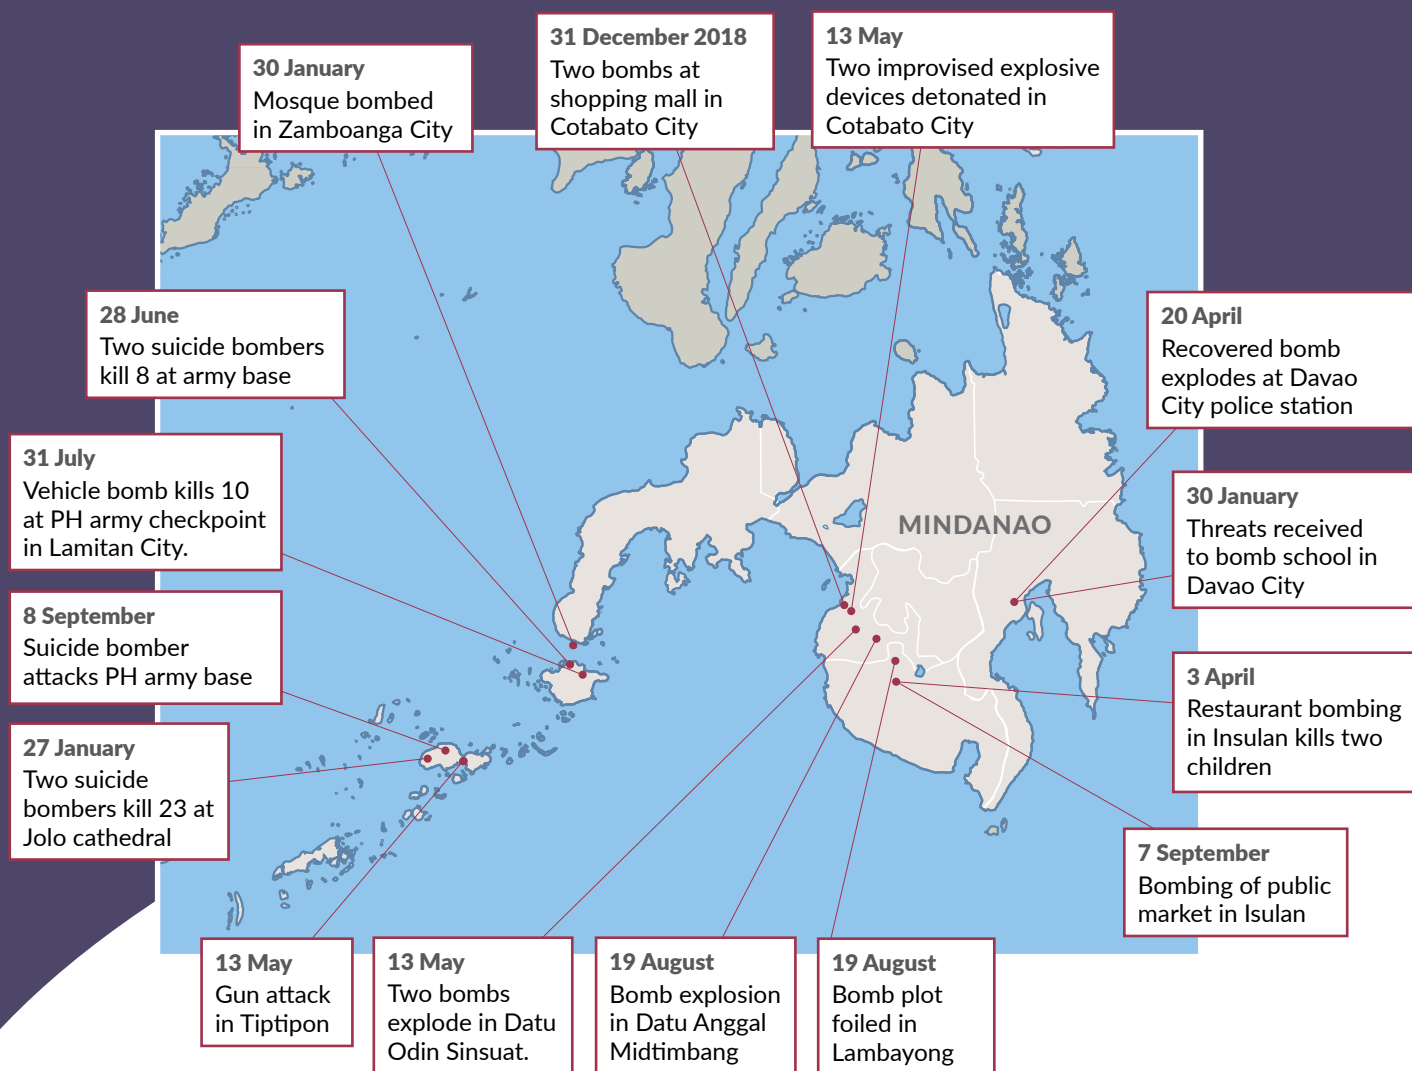 30 January
Mosque bombed
in Zamboanga City
31 December 2018
Two bombs at
shopping mall in
Cotabato City
13 May
Two improvised explosive
devices detonated in
Cotabato City
28 June
Two suicide bombers
kill 8 at army base
20 April
Recovered bomb
explodes at Davao
City police station
31 July
Vehicle bomb kills 10
at PH army checkpoint
in Lamitan City.
30 January
Threats received
to bomb school in
Davao City
MINDANAO
8 September
Suicide bomber
attacks PH army base
3 April
Restaurant bombing
in Insulan kills two
children
27 January
Two suicide
bombers kill 23 at
Jolo cathedral
7 September
Bombing of public
market in Isulan
13 May
Gun attack
in Tiptipon
13 May
Two bombs
explode in Datu
Odin Sinsuat.
19 August
Bomb explosion
in Datu Anggal
Midtimbang
19 August
Bomb plot
foiled in
Lambayong